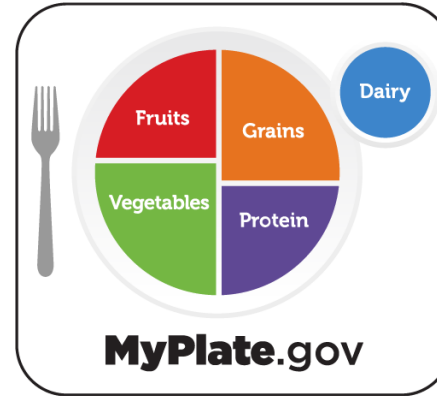 Dairy
Fruits
Grains
Vegetables
Protein
MyPlate.gov